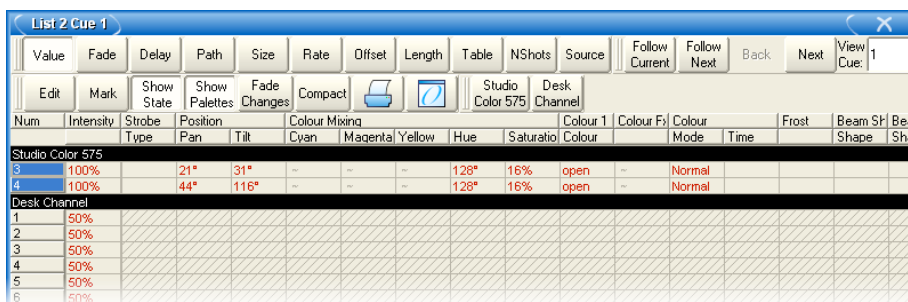 List 2 Cue 1
Value Fade Delay Path Size Rate Offset Length Table NShots Source Follow Current Follow Next Back Next View Cue: 1
Edit Mark Show State Show Palettes Fade Changes Compact Studio Color 575 Desk Channel
Num Intensity Strobe Position Colour Mixing Colour 1 Colour Fx Colour Frost Beam Sh Bea
Type Pan Tilt Cyan Magenta Yellow Hue Saturatio Colour Mode Time Shape Sh
Studio Color 575
3 100% 21° 31° ~ ~ ~ 128° 16% open ~ Normal
4 100% 44° 116° ~ ~ ~ 128° 16% open ~ Normal
Desk Channel
1 50%
2 50%
3 50%
4 50%
5 50%
6 50%